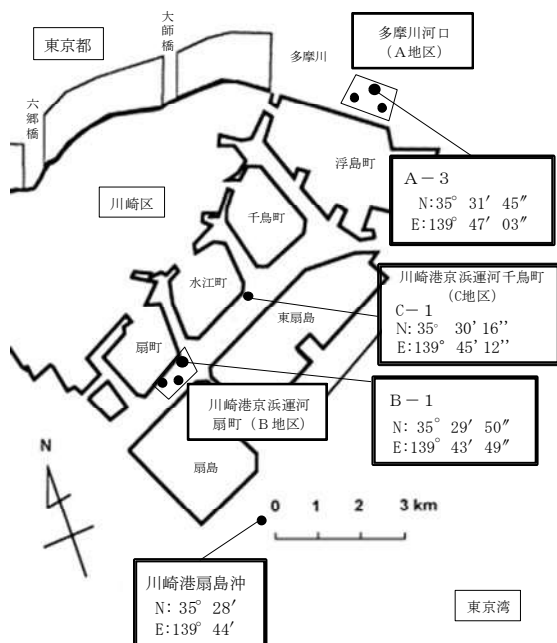 東京都
大師橋
多摩川
多摩川河口
(A地区)
六郷橋
浮島町
A-3
N:35° 31′ 45″
E:139° 47′ 03″
川崎区
千鳥町
川崎港京浜運河千鳥町
(C地区)
C-1
N: 35° 30’ 16’’
E:139° 45’ 12’’
水江町
東扇島
扇町
川崎港京浜運河
扇町(B地区)
B-1
N: 35° 29′ 50″
E:139° 43′ 49″
N
扇島
0 1 2 3 km
川崎港扇島沖
N: 35° 28′
E:139° 44′
東京湾